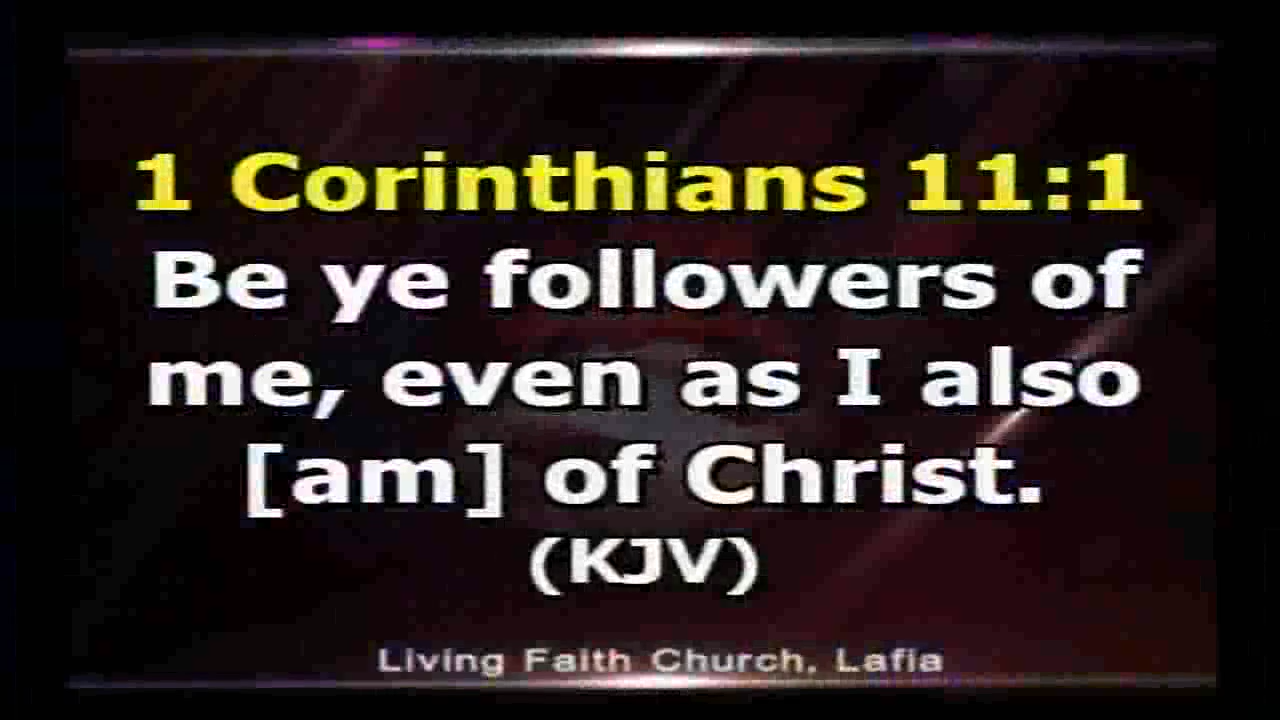 1 Corinthians 11:1
Be ye followers of
me, even as I also
[am] of Christ.
(KJV)
Living Faith Church, Lafia